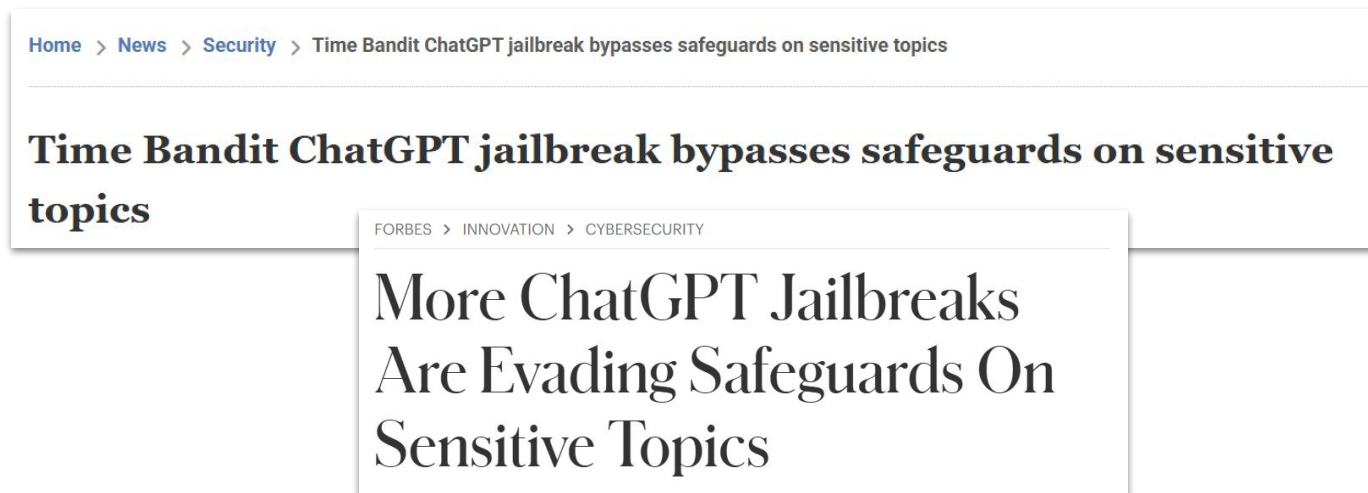 Home > News > Security > Time Bandit ChatGPT jailbreak bypasses safeguards on sensitive topics
Time Bandit ChatGPT jailbreak bypasses safeguards on sensitive
topics
FORBES > INNOVATION > CYBERSECURITY
More ChatGPT Jailbreaks
Are Evading Safeguards On
Sensitive Topics